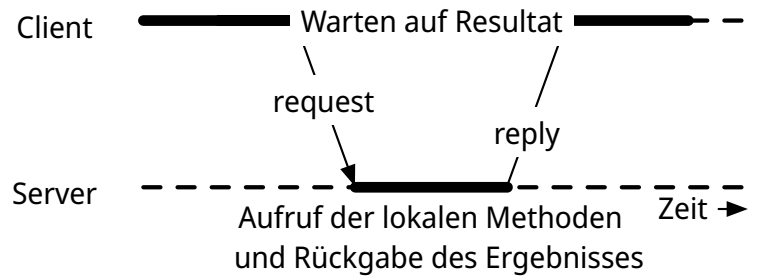 Client
Warten auf Resultat
request
reply
Server
Zeit
Aufruf der lokalen Methoden
und Rückgabe des Ergebnisses